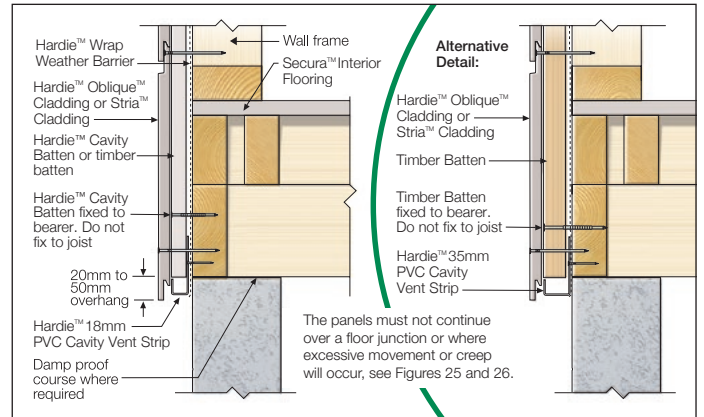 Hardie™ Wrap
Weather Barrier
Hardie™ Oblique™
Cladding or Stria™
Cladding
Hardie™ Cavity
Batten or timber
batten
Hardie™ Cavity
Batten fixed to
bearer. Do not
fix to joist
20mm to
50mm
overhang
Hardie™ 18mm
PVC Cavity Vent Strip
Damp proof
course where
required
Wall frame
Secura™ Interior
Flooring
The panels must not continue
over a floor junction or where
excessive movement or creep
will occur, see Figures 25 and 26.
Alternative
Detail:
Hardie™ Oblique™
Cladding or
Stria™ Cladding
Timber Batten
Timber Batten
fixed to bearer.
Do not fix to joist
Hardie™ 35mm
PVC Cavity
Vent Strip